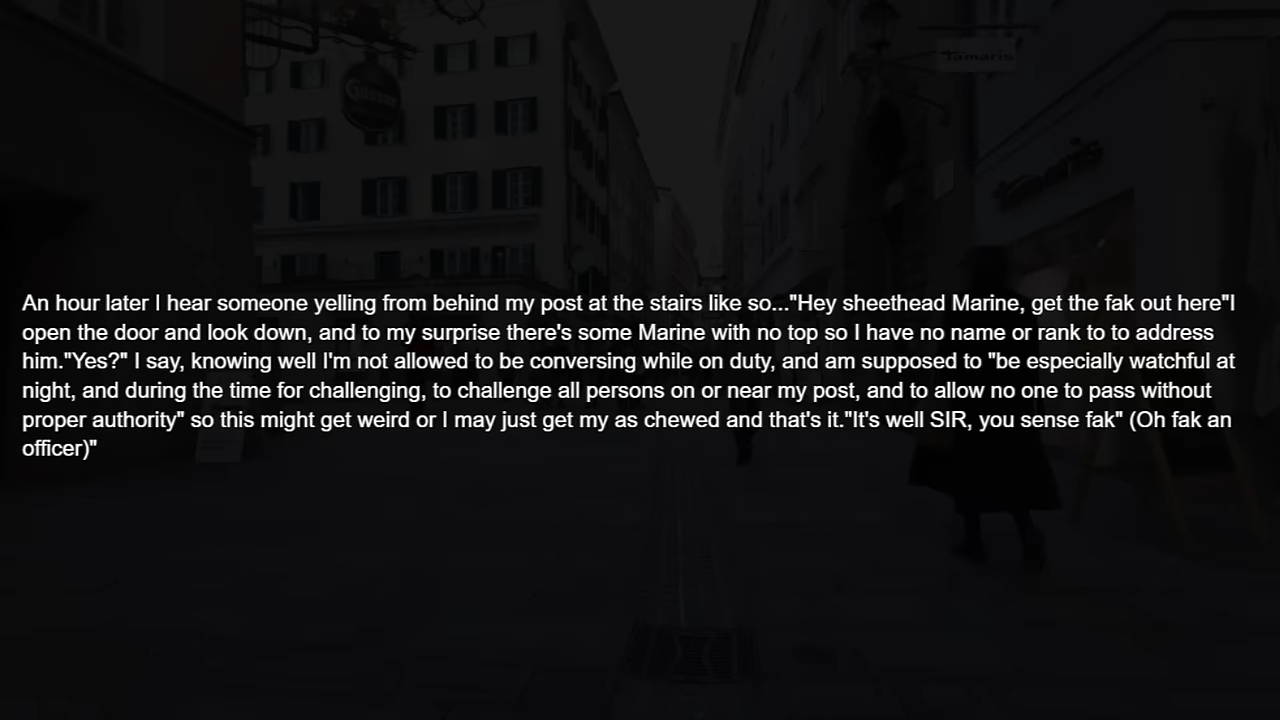 Gösser
Tamaris
An hour later I hear someone yelling from behind my post at the stairs like so..."Hey sheethead Marine, get the fak out here"I
open the door and look down, and to my surprise there's some Marine with no top so I have no name or rank to to address
him."Yes?" I say, knowing well I'm not allowed to be conversing while on duty, and am supposed to "be especially watchful at
night, and during the time for challenging, to challenge all persons on or near my post, and to allow no one to pass without
proper authority" so this might get weird or I may just get my as chewed and that's it."It's well SIR, you sense fak" (Oh fak an
officer)"